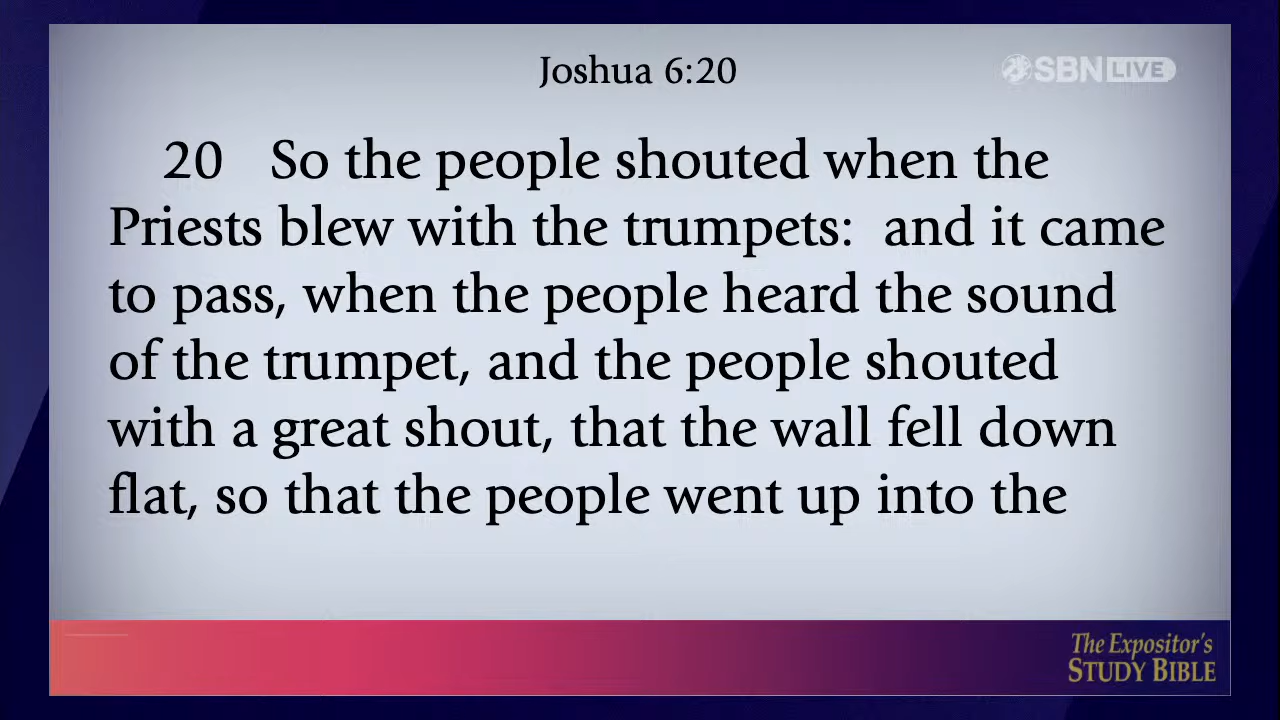 Joshua 6:20
SBN LIVE
20 So the people shouted when the
Priests blew with the trumpets: and it came
to pass, when the people heard the sound
of the trumpet, and the people shouted
with a great shout, that the wall fell down
flat, so that the people went up into the
The Expositor's
STUDY BIBLE